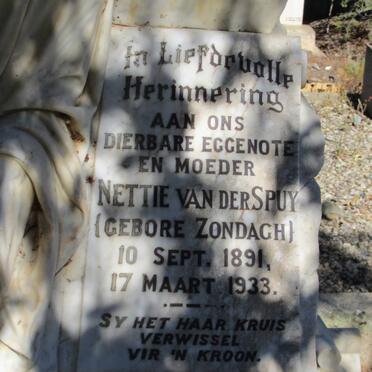 In Liefdevolle
Herinnering
AAN ONS
DIERBARE EGGENOTE
EN MOEDER
NETTIE VAN DER SPUY
(GEBORE ZONDAGH)
10 SEPT. 1891,
17 MAART 1933.
SY HET HAAR KRUIS
VERWISSEL
VIR 'N KROON.